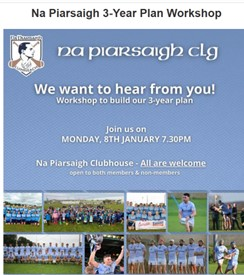 Na Piarsaigh 3-Year Plan Workshop
na piarsaigh clg
We want to hear from you!
Workshop to build our 3-year plan
Join us on
MONDAY, 8TH JANUARY 7.30PM
Na Piarsaigh Clubhouse - All are welcome
-open to both members & non-members